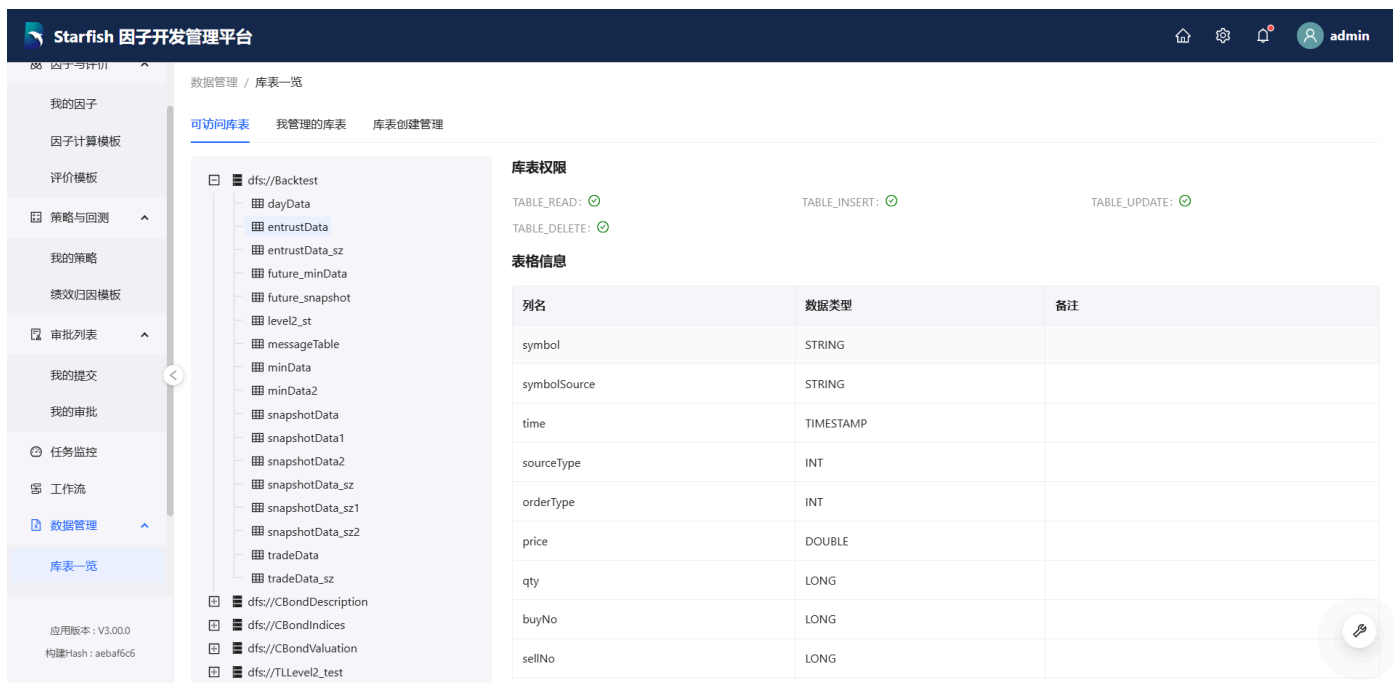 Starfish 因子开发管理平台
admin
因子与评价
我的因子
因子计算模板
评价模板
策略与回测
我的策略
绩效归因模板
审批列表
我的提交
我的审批
任务监控
工作流
数据管理
库表一览
应用版本 : V3.00.0
构建Hash : aebaf6c6
数据管理 / 库表一览
可访问库表 我管理的库表 库表创建管理
dfs://Backtest
dayData
entrustData
entrustData_sz
future_minData
future_snapshot
level2_st
messageTable
minData
minData2
snapshotData
snapshotData1
snapshotData2
snapshotData_sz
snapshotData_sz1
snapshotData_sz2
tradeData
tradeData_sz
dfs://CBondDescription
dfs://CBondIndices
dfs://CBondValuation
dfs://TLLevel2_test
库表权限
TABLE_READ: TABLE_INSERT: TABLE_UPDATE:
TABLE_DELETE:
表格信息
列名 数据类型 备注
symbol STRING
symbolSource STRING
time TIMESTAMP
sourceType INT
orderType INT
price DOUBLE
qty LONG
buyNo LONG
sellNo LONG